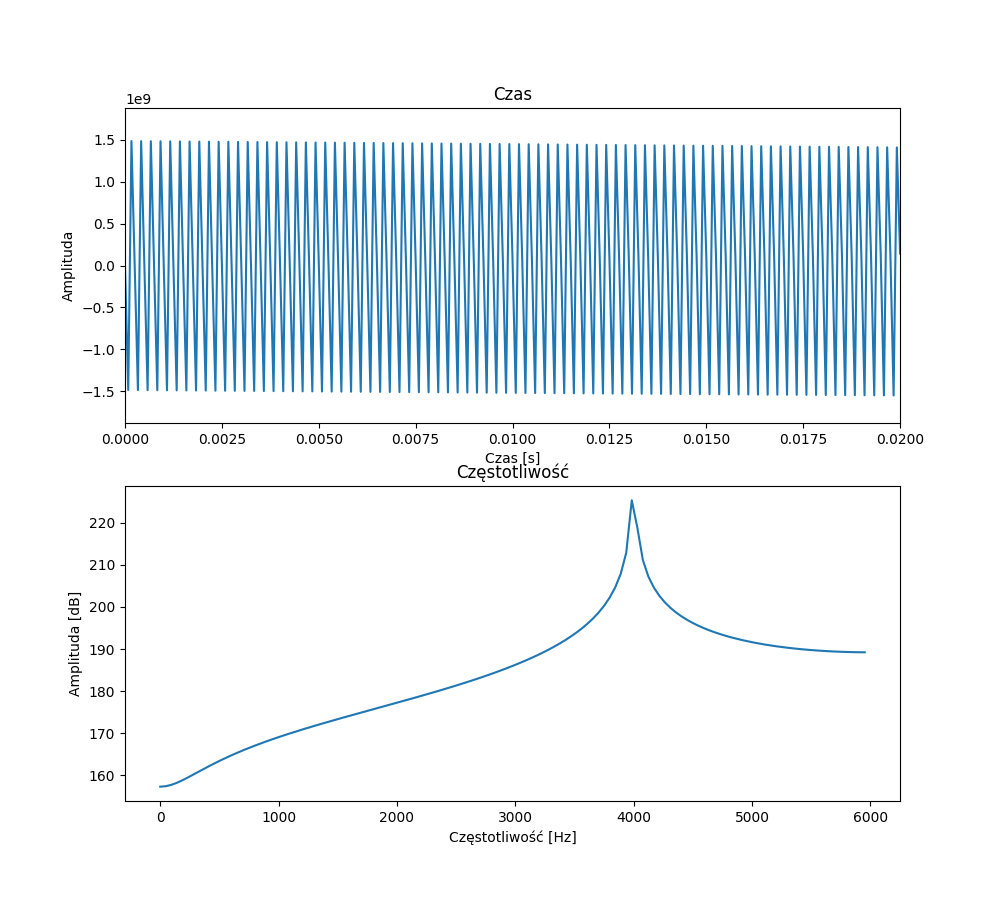 Czas
1e9
1.5
1.0
0.5
0.0
−0.5
−1.0
−1.5
Amplituda
0.0000 0.0025 0.0050 0.0075 0.0100 0.0125 0.0150 0.0175 0.0200
Czas [s]
Częstotliwość
220
210
200
190
180
170
160
Amplituda [dB]
0 1000 2000 3000 4000 5000 6000
Częstotliwość [Hz]